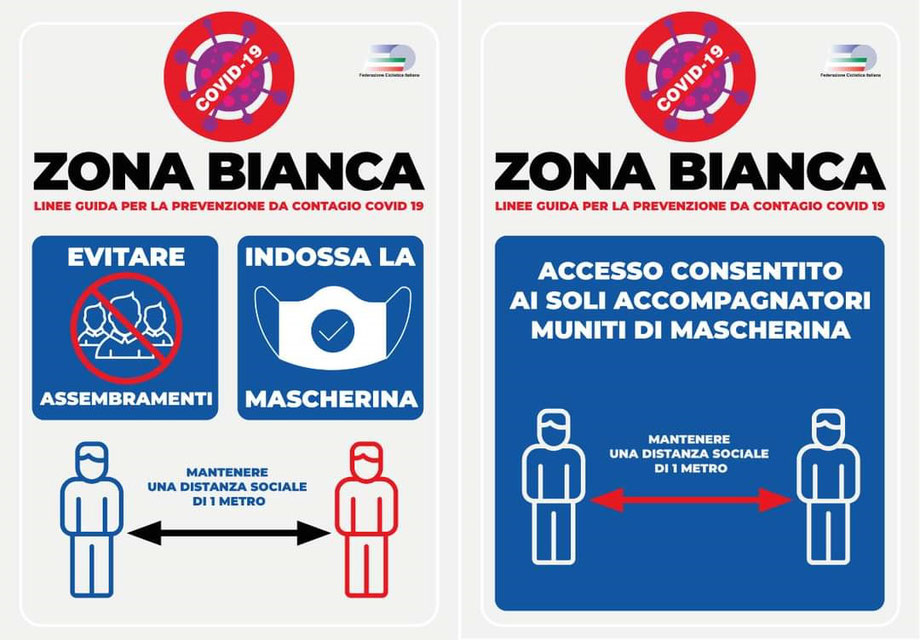 COVID-19
Federazione Ciclistica Italiana
ZONA BIANCA
LINEE GUIDA PER LA PREVENZIONE DA CONTAGIO COVID 19
EVITARE
ASSEMBRAMENTI
INDOSSA LA
MASCHERINA
MANTENERE
UNA DISTANZA SOCIALE
DI 1 METRO
COVID-19
Federazione Ciclistica Italiana
ZONA BIANCA
LINEE GUIDA PER LA PREVENZIONE DA CONTAGIO COVID 19
ACCESSO CONSENTITO
AI SOLI ACCOMPAGNATORI
MUNITI DI MASCHERINA
MANTENERE
UNA DISTANZA SOCIALE
DI 1 METRO